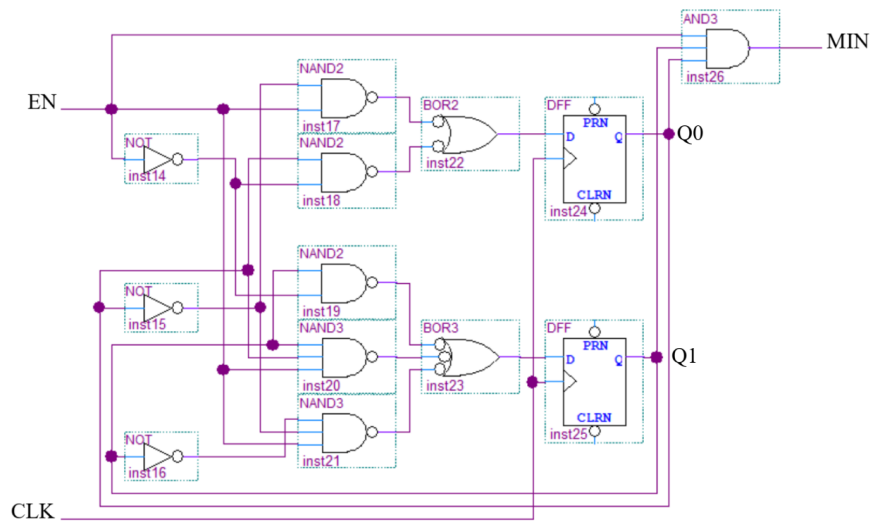 AND3
MIN
inst26
NAND2
EN
inst17
BOR2
DFF
PRN
D
Q
Q0
NOT
inst14
NAND2
inst22
inst18
CLRN
inst24
NAND2
NOT
inst15
inst19
NAND3
BOR3
DFF
PRN
D
Q
Q1
inst20
inst23
NAND3
CLRN
NOT
inst25
inst21
inst16
CLK